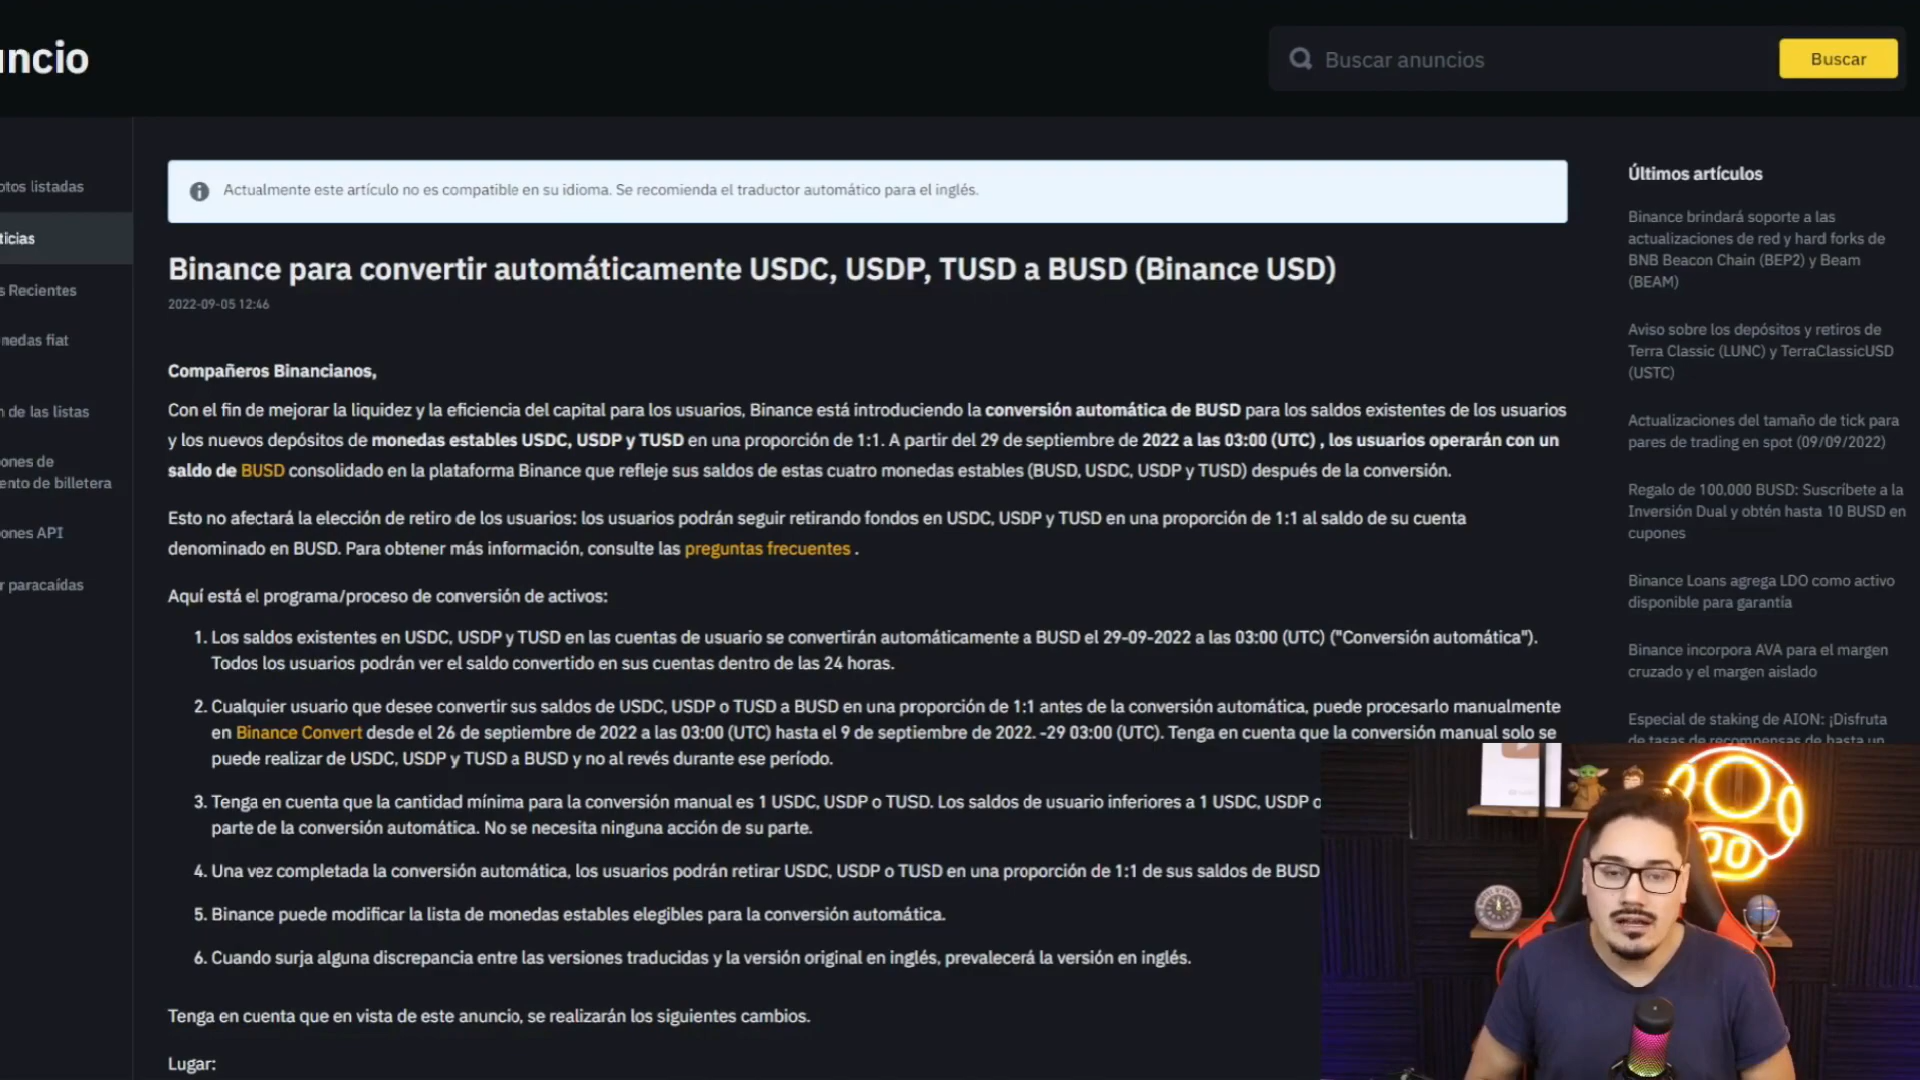 uncio
Buscar anuncios
Buscar
otos listadas
ticias
s Recientes
medas fiat
n de las listas
ones de
ento de billetera
ones API
r paracaídas
Actualmente este artículo no es compatible en su idioma. Se recomienda el traductor automático para el inglés.
Binance para convertir automáticamente USDC, USDP, TUSD a BUSD (Binance USD)
2022-09-05 12:46
Compañeros Binancianos,
Con el fin de mejorar la liquidez y la eficiencia del capital para los usuarios, Binance está introduciendo la conversión automática de BUSD para los saldos existentes de los usuarios
y los nuevos depósitos de monedas estables USDC, USDP y TUSD en una proporción de 1:1. A partir del 29 de septiembre de 2022 a las 03:00 (UTC) , los usuarios operarán con un
saldo de BUSD consolidado en la plataforma Binance que refleje sus saldos de estas cuatro monedas estables (BUSD, USDC, USDP y TUSD) después de la conversión.
Esto no afectará la elección de retiro de los usuarios: los usuarios podrán seguir retirando fondos en USDC, USDP y TUSD en una proporción de 1:1 al saldo de su cuenta
denominado en BUSD. Para obtener más información, consulte las preguntas frecuentes .
Aquí está el programa/proceso de conversión de activos:
1. Los saldos existentes en USDC, USDP y TUSD en las cuentas de usuario se convertirán automáticamente a BUSD el 29-09-2022 a las 03:00 (UTC) ("Conversión automática").
Todos los usuarios podrán ver el saldo convertido en sus cuentas dentro de las 24 horas.
2. Cualquier usuario que desee convertir sus saldos de USDC, USDP o TUSD a BUSD en una proporción de 1:1 antes de la conversión automática, puede procesarlo manualmente
en Binance Convert desde el 26 de septiembre de 2022 a las 03:00 (UTC) hasta el 9 de septiembre de 2022. -29 03:00 (UTC). Tenga en cuenta que la conversión manual solo se
puede realizar de USDC, USDP y TUSD a BUSD y no al revés durante ese período.
3. Tenga en cuenta que la cantidad mínima para la conversión manual es 1 USDC, USDP o TUSD. Los saldos de usuario inferiores a 1 USDC, USDP o
parte de la conversión automática. No se necesita ninguna acción de su parte.
4. Una vez completada la conversión automática, los usuarios podrán retirar USDC, USDP o TUSD en una proporción de 1:1 de sus saldos de BUSD
5. Binance puede modificar la lista de monedas estables elegibles para la conversión automática.
6. Cuando surja alguna discrepancia entre las versiones traducidas y la versión original en inglés, prevalecerá la versión en inglés.
Tenga en cuenta que en vista de este anuncio, se realizarán los siguientes cambios.
Lugar:
Últimos artículos
Binance brindará soporte a las
actualizaciones de red y hard forks de
BNB Beacon Chain (BEP2) y Beam
(BEAM)
Aviso sobre los depósitos y retiros de
Terra Classic (LUNC) y TerraClassicUSD
(USTC)
Actualizaciones del tamaño de tick para
pares de trading en spot (09/09/2022)
Regalo de 100,000 BUSD: Suscríbete a la
Inversión Dual y obtén hasta 10 BUSD en
cupones
Binance Loans agrega LDO como activo
disponible para garantía
Binance incorpora AVA para el margen
cruzado y el margen aislado
Especial de staking de AION: ¡Disfruta
de tasas de recompensas de hasta un